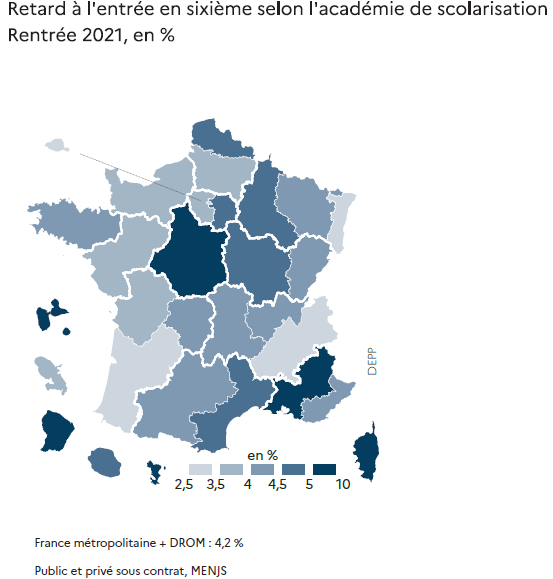 Retard à l'entrée en sixième selon l'académie de scolarisation
Rentrée 2021, en %
DEPP
en %
2,5 3,5 4 4,5 5 10
France métropolitaine + DROM : 4,2 %
Public et privé sous contrat, MENJS